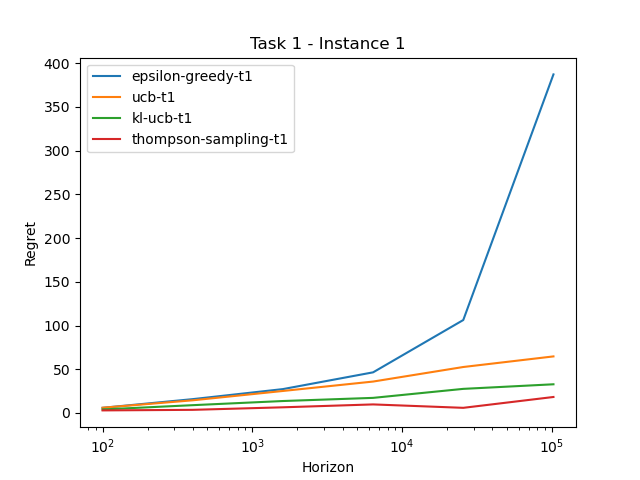 Task 1 - Instance 1
400
350
300
250
200
150
100
50
0
Regret
epsilon-greedy-t1
ucb-t1
kl-ucb-t1
thompson-sampling-t1
10²
10³
10⁴
10⁵
Horizon